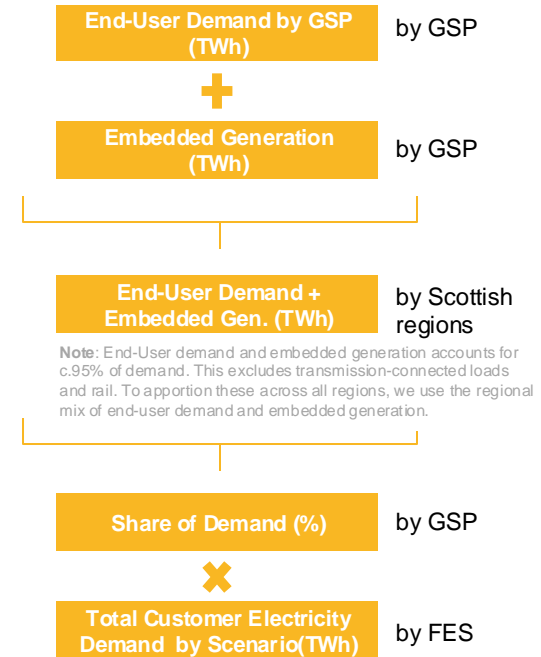 End-User Demand by GSP
(TWh)
by GSP
Embedded Generation
(TWh)
by GSP
End-User Demand +
Embedded Gen. (TWh)
by Scottish
regions
Note: End-User demand and embedded generation accounts for
c.95% of demand. This excludes transmission-connected loads
and rail. To apportion these across all regions, we use the regional
mix of end-user demand and embedded generation.
Share of Demand (%)
by GSP
Total Customer Electricity
Demand by Scenario(TWh)
by FES